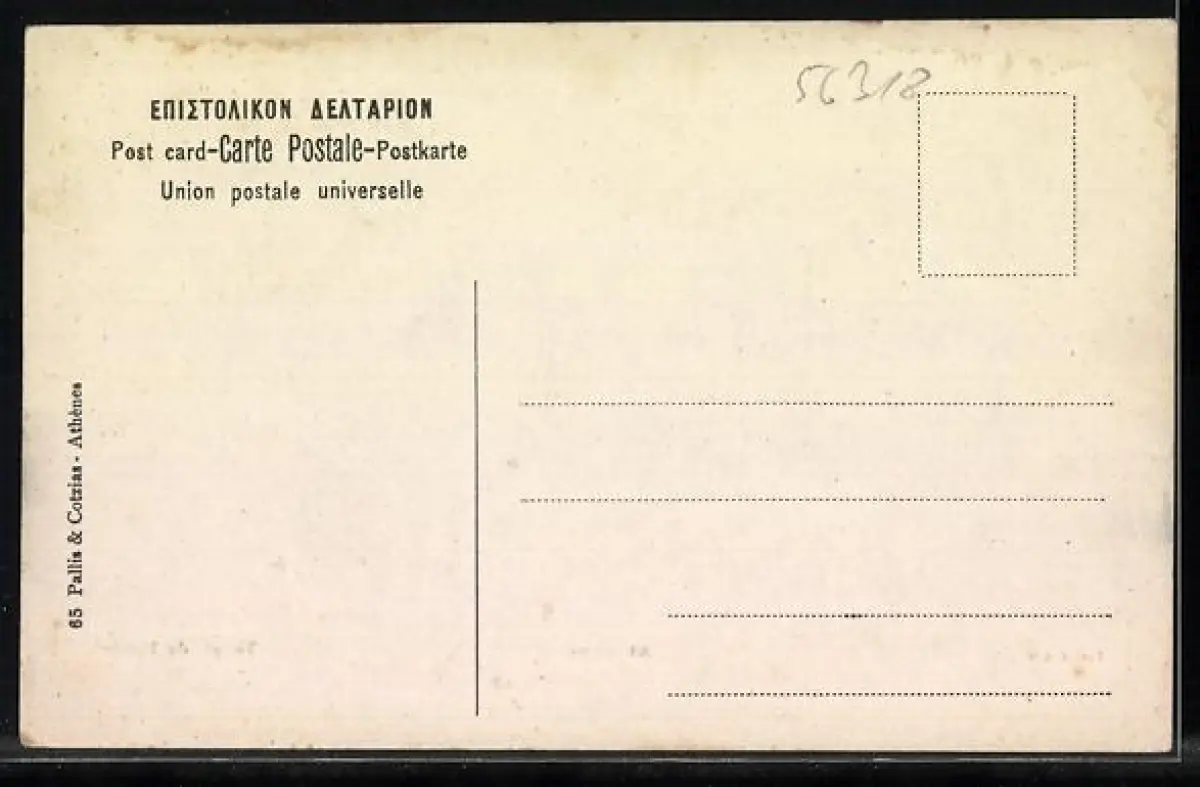 56318
ΕΠΙΣΤΟΛΙΚΟΝ ΔΕΛΤΑΡΙΟΝ
Post card-Carte Postale-Postkarte
Union postale universelle
65 Pallis & Cotzias - Athènes